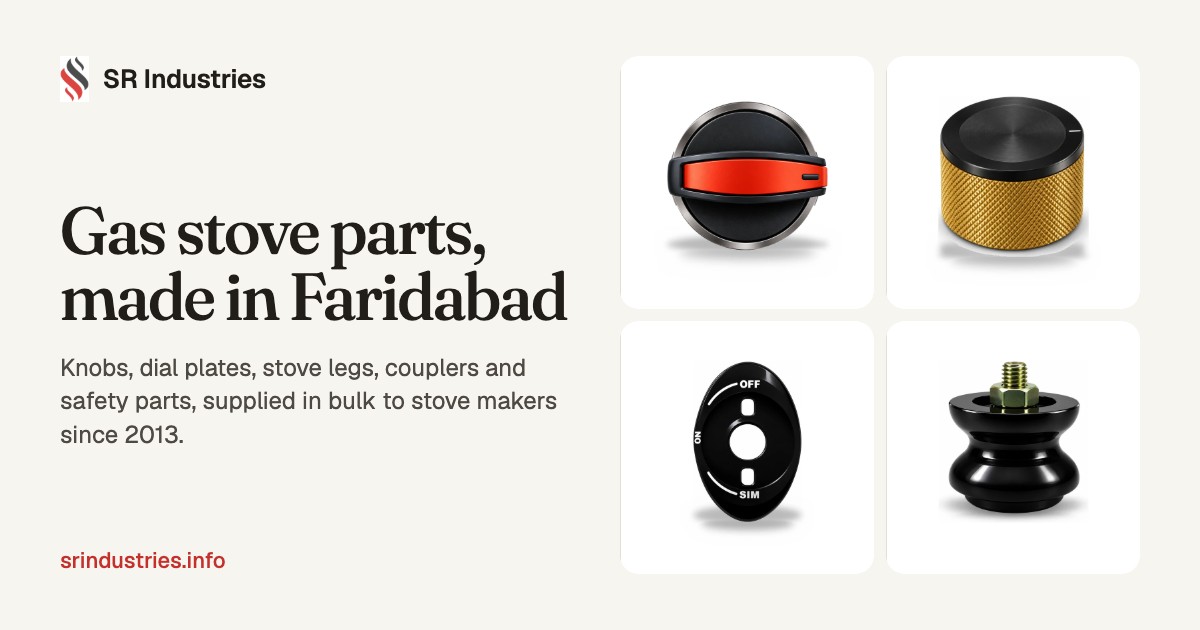 SR Industries
Gas stove parts,
made in Faridabad
Knobs, dial plates, stove legs, couplers and
safety parts, supplied in bulk to stove makers
since 2013.
srindustries.info
OFF
ON
SIM